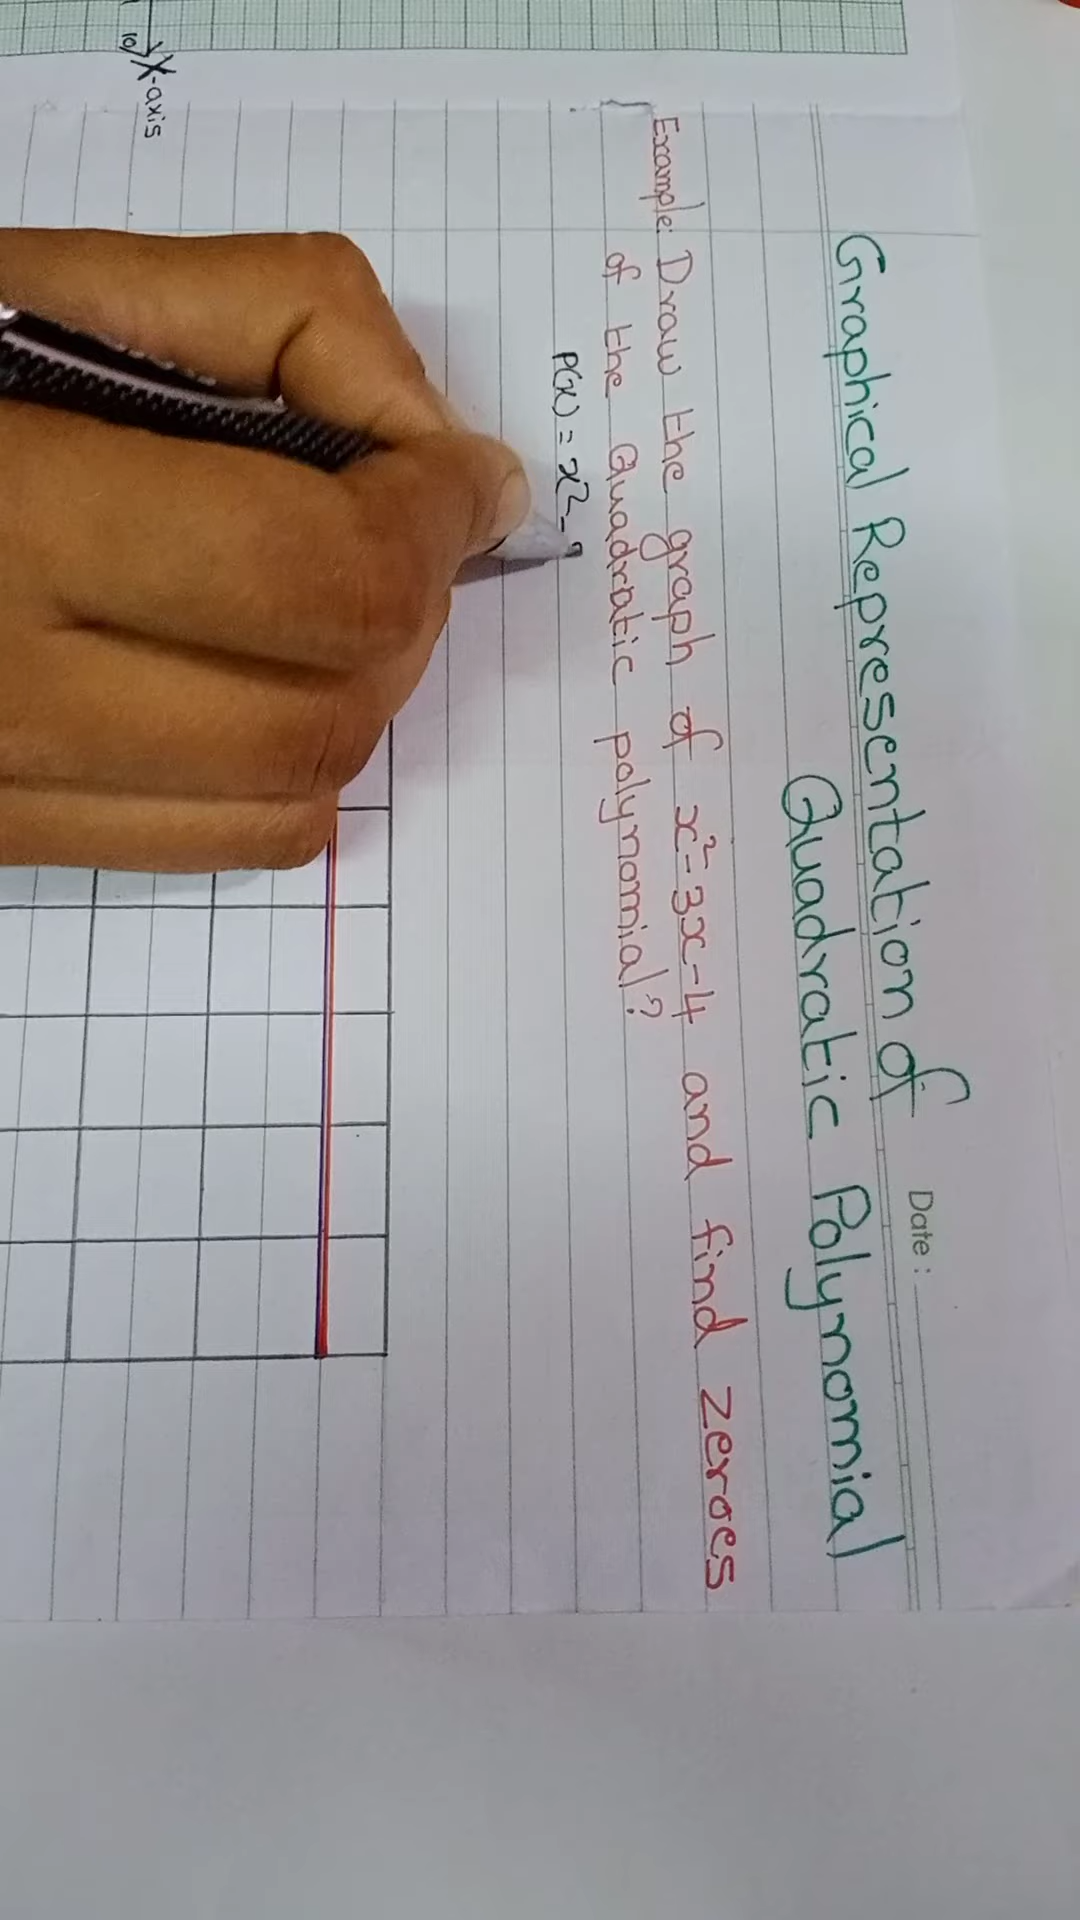 Date :
Graphical Representation of
Quadratic Polynomial
Example: Draw the graph of x²-3x-4 and find zeroes
of the Quadratic polynomial?
P(x) = x² -
10
X-axis